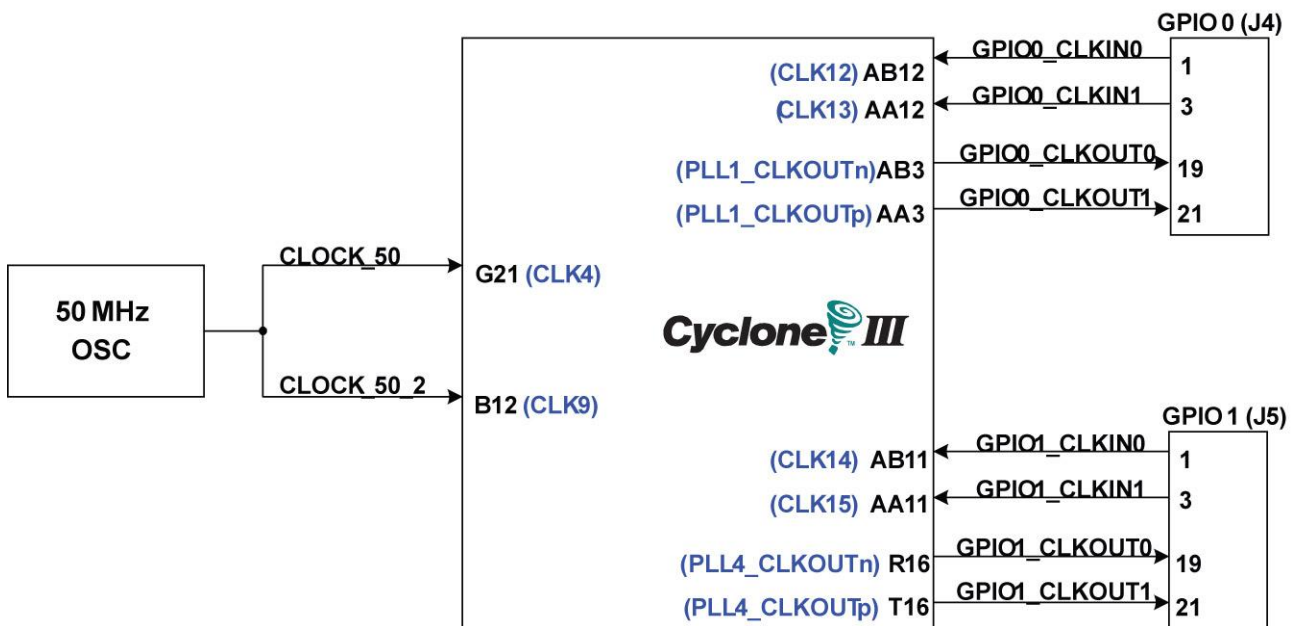 GPIO 0 (J4)
(CLK12) AB12 GPIO0_CLKIN0 1
(CLK13) AA12 GPIO0_CLKIN1 3
(PLL1_CLKOUTn) AB3 GPIO0_CLKOUT0 19
(PLL1_CLKOUTp) AA3 GPIO0_CLKOUT1 21
CLOCK_50 G21 (CLK4)
50 MHz
OSC
Cyclone™ III
CLOCK_50_2 B12 (CLK9)
GPIO 1 (J5)
(CLK14) AB11 GPIO1_CLKIN0 1
(CLK15) AA11 GPIO1_CLKIN1 3
(PLL4_CLKOUTn) R16 GPIO1_CLKOUT0 19
(PLL4_CLKOUTp) T16 GPIO1_CLKOUT1 21